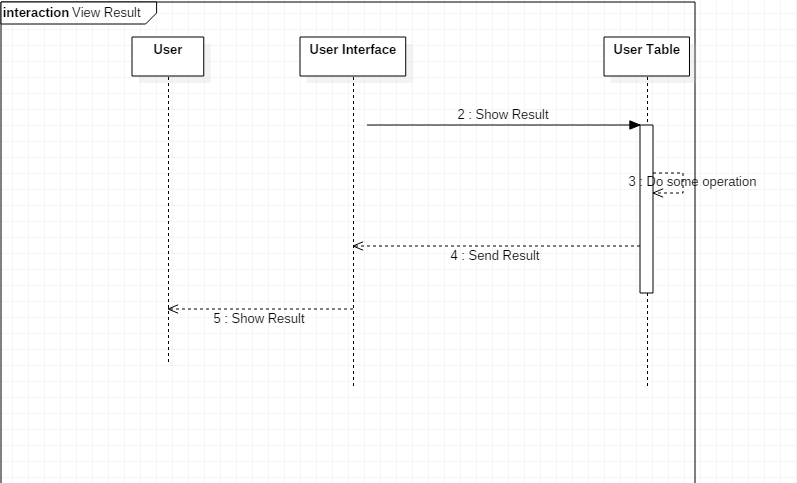 interaction View Result
User
User Interface
User Table
2 : Show Result
3 : Do some operation
4 : Send Result
5 : Show Result